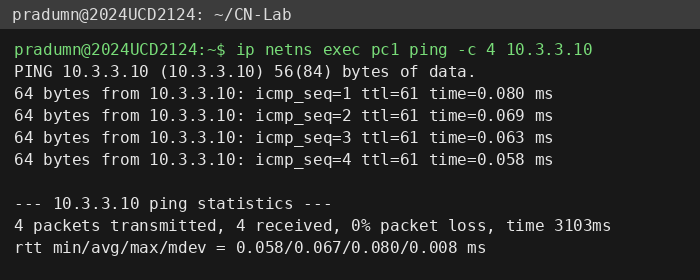 pradumn@2024UCD2124: ~/CN-Lab
pradumn@2024UCD2124:~$ ip netns exec pc1 ping -c 4 10.3.3.10
PING 10.3.3.10 (10.3.3.10) 56(84) bytes of data.
64 bytes from 10.3.3.10: icmp_seq=1 ttl=61 time=0.080 ms
64 bytes from 10.3.3.10: icmp_seq=2 ttl=61 time=0.069 ms
64 bytes from 10.3.3.10: icmp_seq=3 ttl=61 time=0.063 ms
64 bytes from 10.3.3.10: icmp_seq=4 ttl=61 time=0.058 ms
--- 10.3.3.10 ping statistics ---
4 packets transmitted, 4 received, 0% packet loss, time 3103ms
rtt min/avg/max/mdev = 0.058/0.067/0.080/0.008 ms